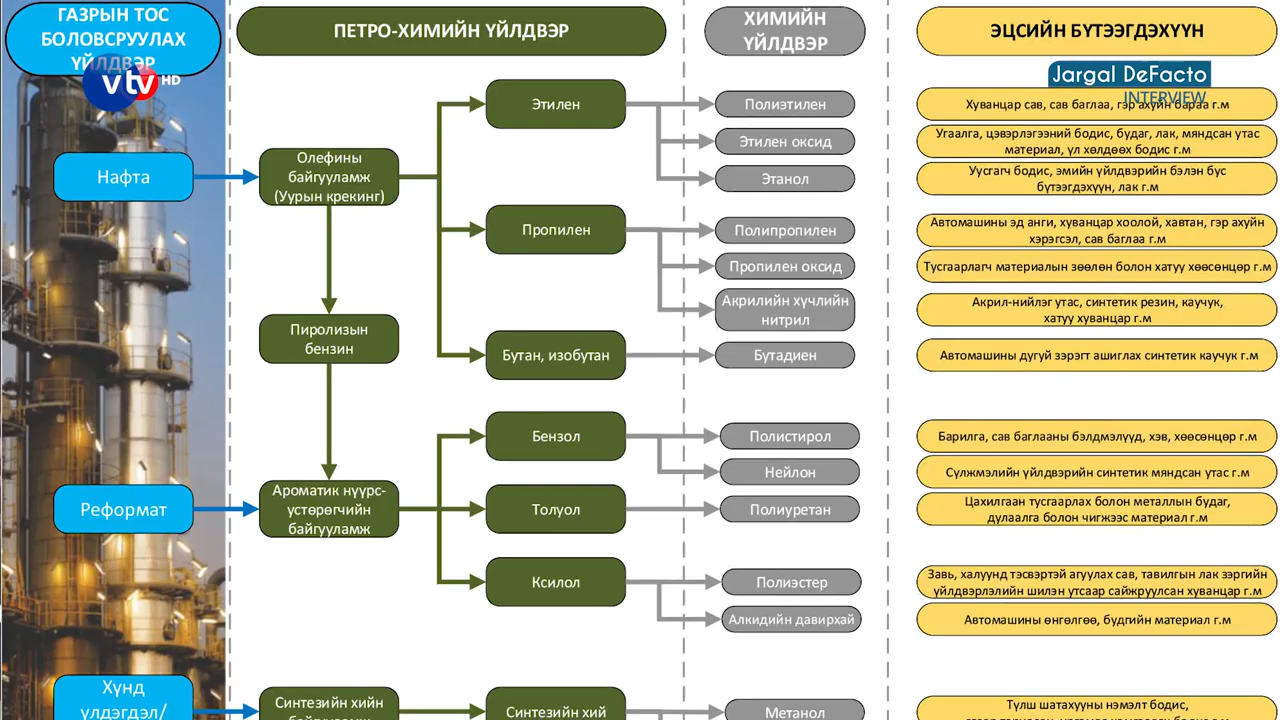 ГАЗРЫН ТОС
БОЛОВСРУУЛАХ
ҮЙЛДВЭР
ПЕТРО-ХИМИЙН ҮЙЛДВЭР
ХИМИЙН
ҮЙЛДВЭР
ЭЦСИЙН БҮТЭЭГДЭХҮҮН
vtv HD
Jargal DeFacto
INTERVIEW
Этилен
Полиэтилен
Хуванцар сав, сав баглаа, гэр ахуйн бараа г.м
Этилен оксид
Угаалга, цэвэрлэгээний бодис, будаг, лак, мяндсан утас
материал, үл хөлдөөх бодис г.м
Нафта
Олефины
байгууламж
(Уурын крекинг)
Этанол
Уусгагч бодис, эмийн үйлдвэрийн бэлэн бус
бүтээгдэхүүн, лак г.м
Пропилен
Полипропилен
Автомашины эд анги, хуванцар хоолой, хавтан, гэр ахуйн
хэрэгсэл, сав баглаа г.м
Пропилен оксид
Тусгаарлагч материалын зөөлөн болон хатуу хөөсөнцөр г.м
Акрилийн хүчлийн
нитрил
Акрил-нийлэг утас, синтетик резин, каучук,
хатуу хуванцар г.м
Пиролизын
бензин
Бутан, изобутан
Бутадиен
Автомашины дугуй зэрэгт ашиглах синтетик каучук г.м
Бензол
Полистирол
Барилга, сав баглааны бэлдмэлүүд, хэв, хөөсөнцөр г.м
Нейлон
Сүлжмэлийн үйлдвэрийн синтетик мяндсан утас г.м
Реформат
Ароматик нүүрс-
устөрөгчийн
байгууламж
Толуол
Полиуретан
Цахилгаан тусгаарлах болон металлын будаг,
дулаалга болон чигжээс материал г.м
Ксилол
Полиэстер
Завь, халуунд тэсвэртэй агуулах сав, тавилгын лак зэргийн
үйлдвэрлэлийн шилэн утсаар сайжруулсан хуванцар г.м
Алкидийн давирхай
Автомашины өнгөлгөө, будгийн материал г.м
Хүнд
үлдэгдэл/
Синтезийн хийн
Синтезийн хий
Метанол
Түлш шатахууны нэмэлт бодис,